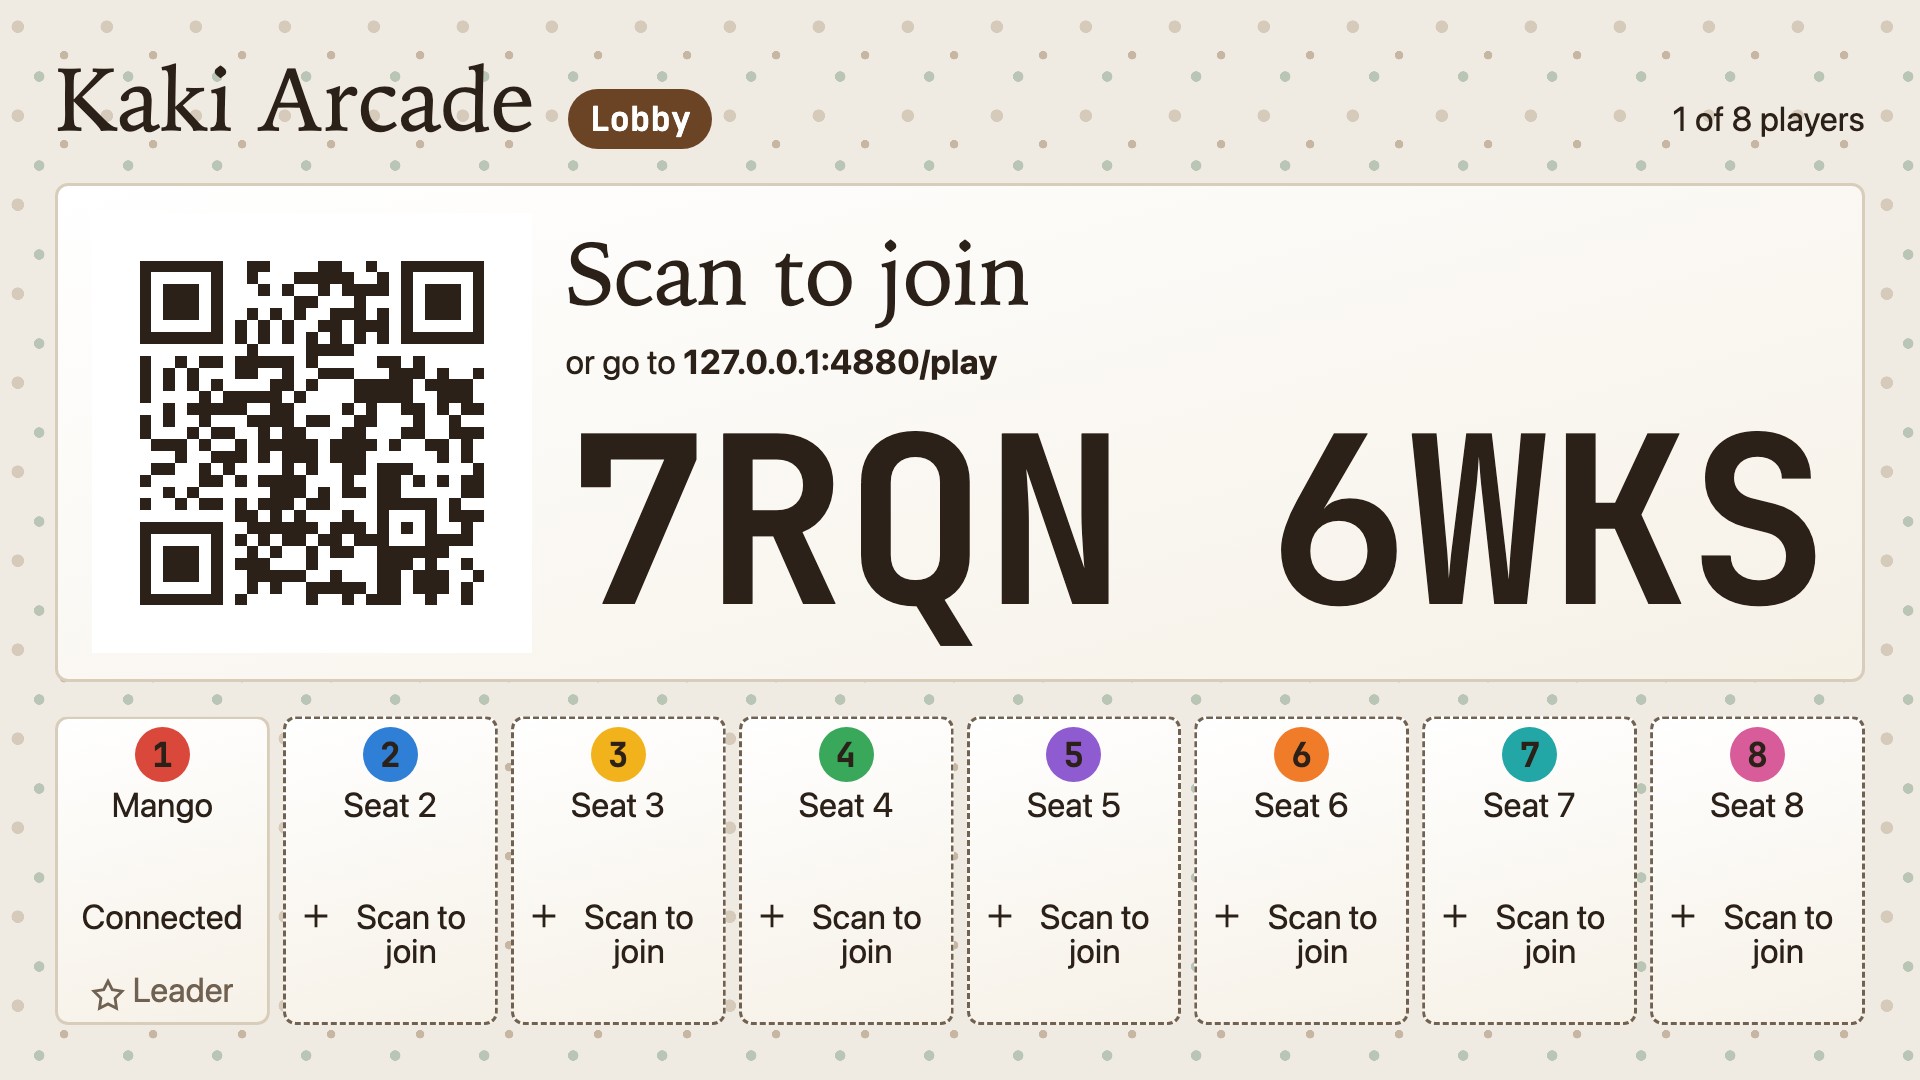 Kaki Arcade
Lobby
1 of 8 players
Scan to join
or go to 127.0.0.1:4880/play
7RQN 6WKS
1
Mango
Connected
Leader
2
Seat 2
+ Scan to
join
3
Seat 3
+ Scan to
join
4
Seat 4
+ Scan to
join
5
Seat 5
+ Scan to
join
6
Seat 6
+ Scan to
join
7
Seat 7
+ Scan to
join
8
Seat 8
+ Scan to
join